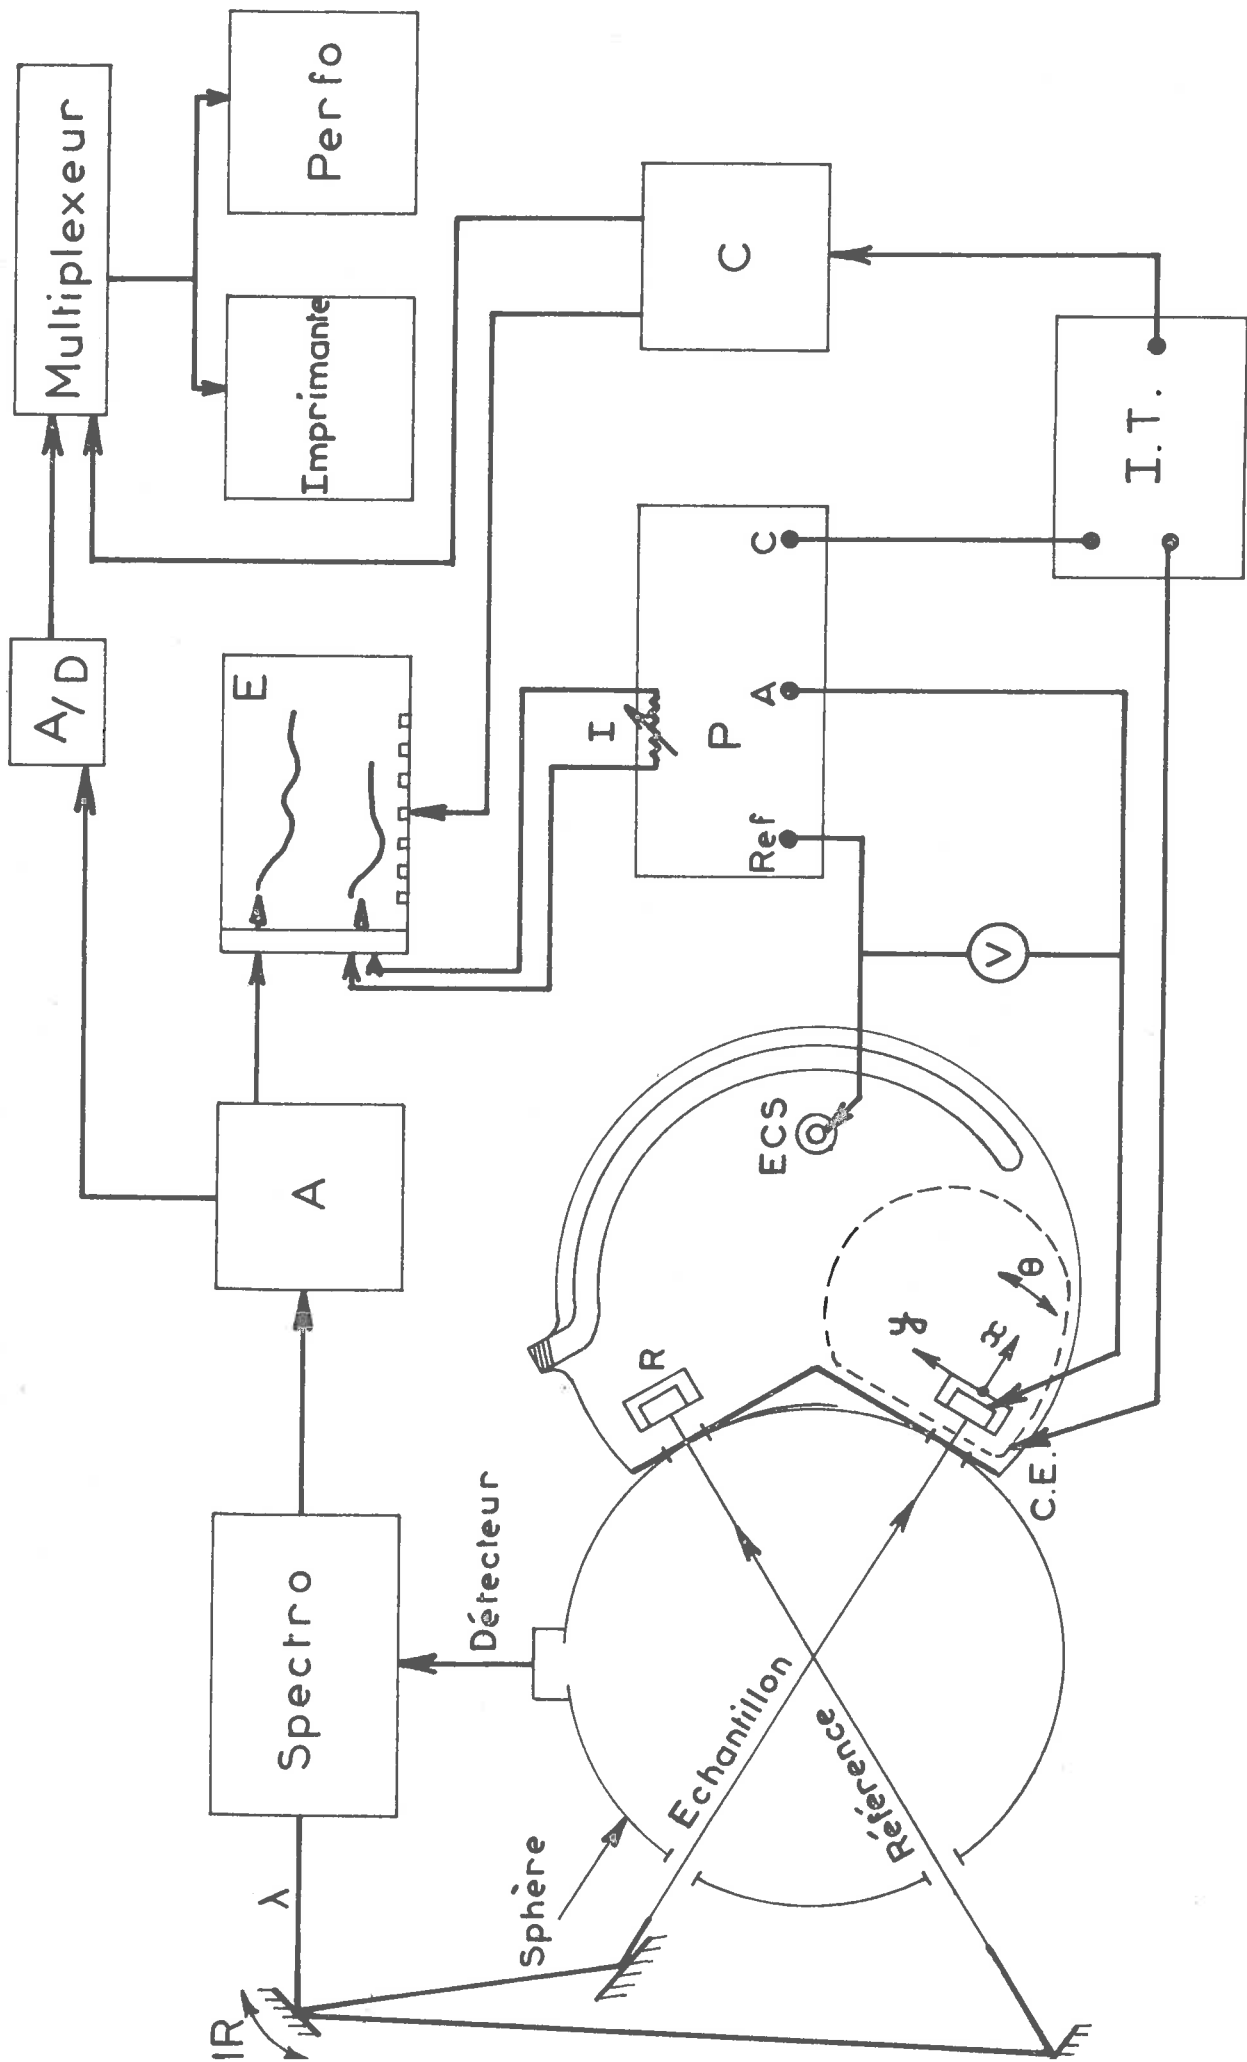 IR
λ
Spectro
A
A/D
Multiplexeur
E
Imprimante
Perfo
Détecteur
Sphère
Echantillon
Référence
R
ECS
y
x
θ
C.E.
V
I
P
Ref
A
C
C
I.T.